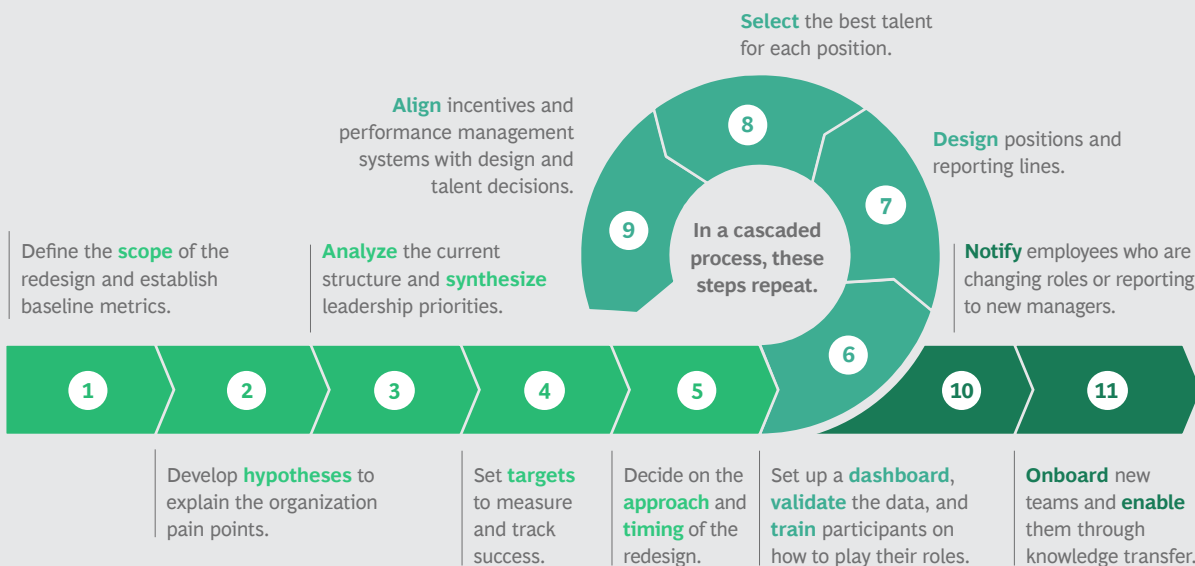 Select the best talent
for each position.
Align incentives and
performance management
systems with design and
talent decisions.
8
Design positions and
reporting lines.
7
9
In a cascaded
process, these
steps repeat.
Define the scope of the
redesign and establish
baseline metrics.
Analyze the current
structure and synthesize
leadership priorities.
Notify employees who are
changing roles or reporting
to new managers.
6
1
2
3
4
5
10
11
Develop hypotheses to
explain the organization
pain points.
Set targets
to measure
and track
success.
Decide on the
approach and
timing of the
redesign.
Set up a dashboard,
validate the data, and
train participants on
how to play their roles.
Onboard new
teams and enable
them through
knowledge transfer.